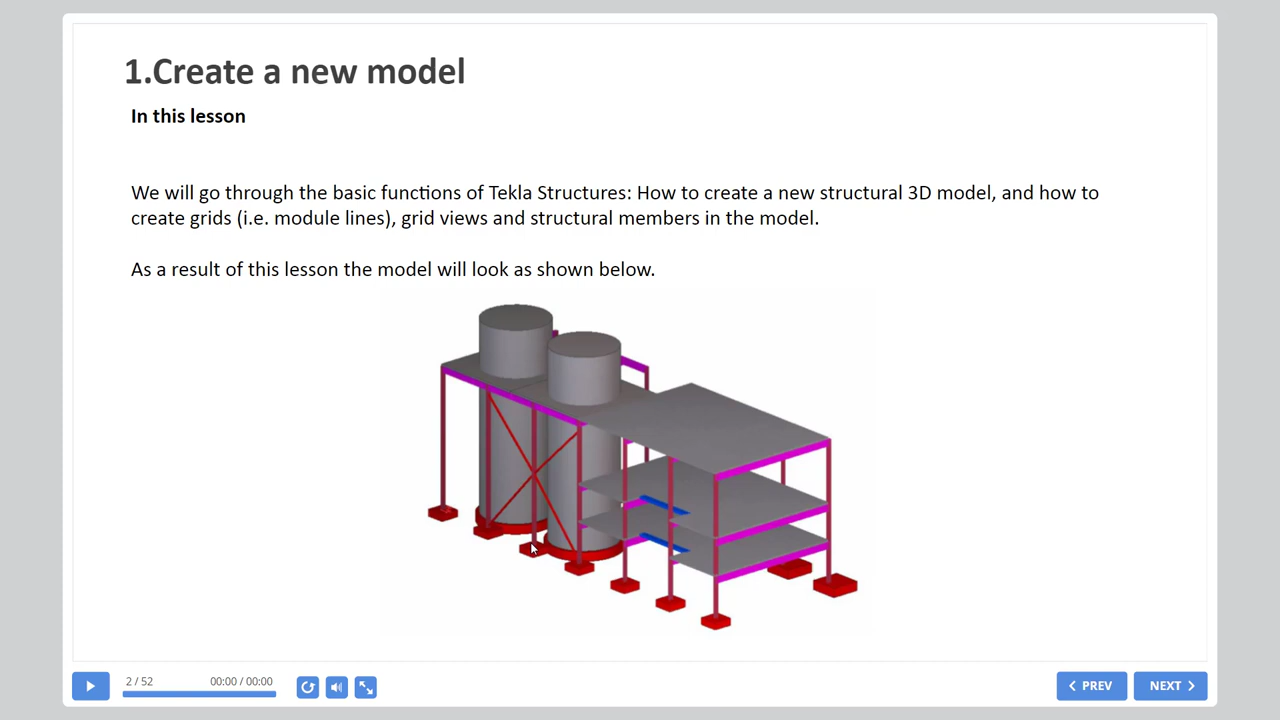 1.Create a new model
In this lesson
We will go through the basic functions of Tekla Structures: How to create a new structural 3D model, and how to
create grids (i.e. module lines), grid views and structural members in the model.
As a result of this lesson the model will look as shown below.
2 / 52
00:00 / 00:00
PREV
NEXT